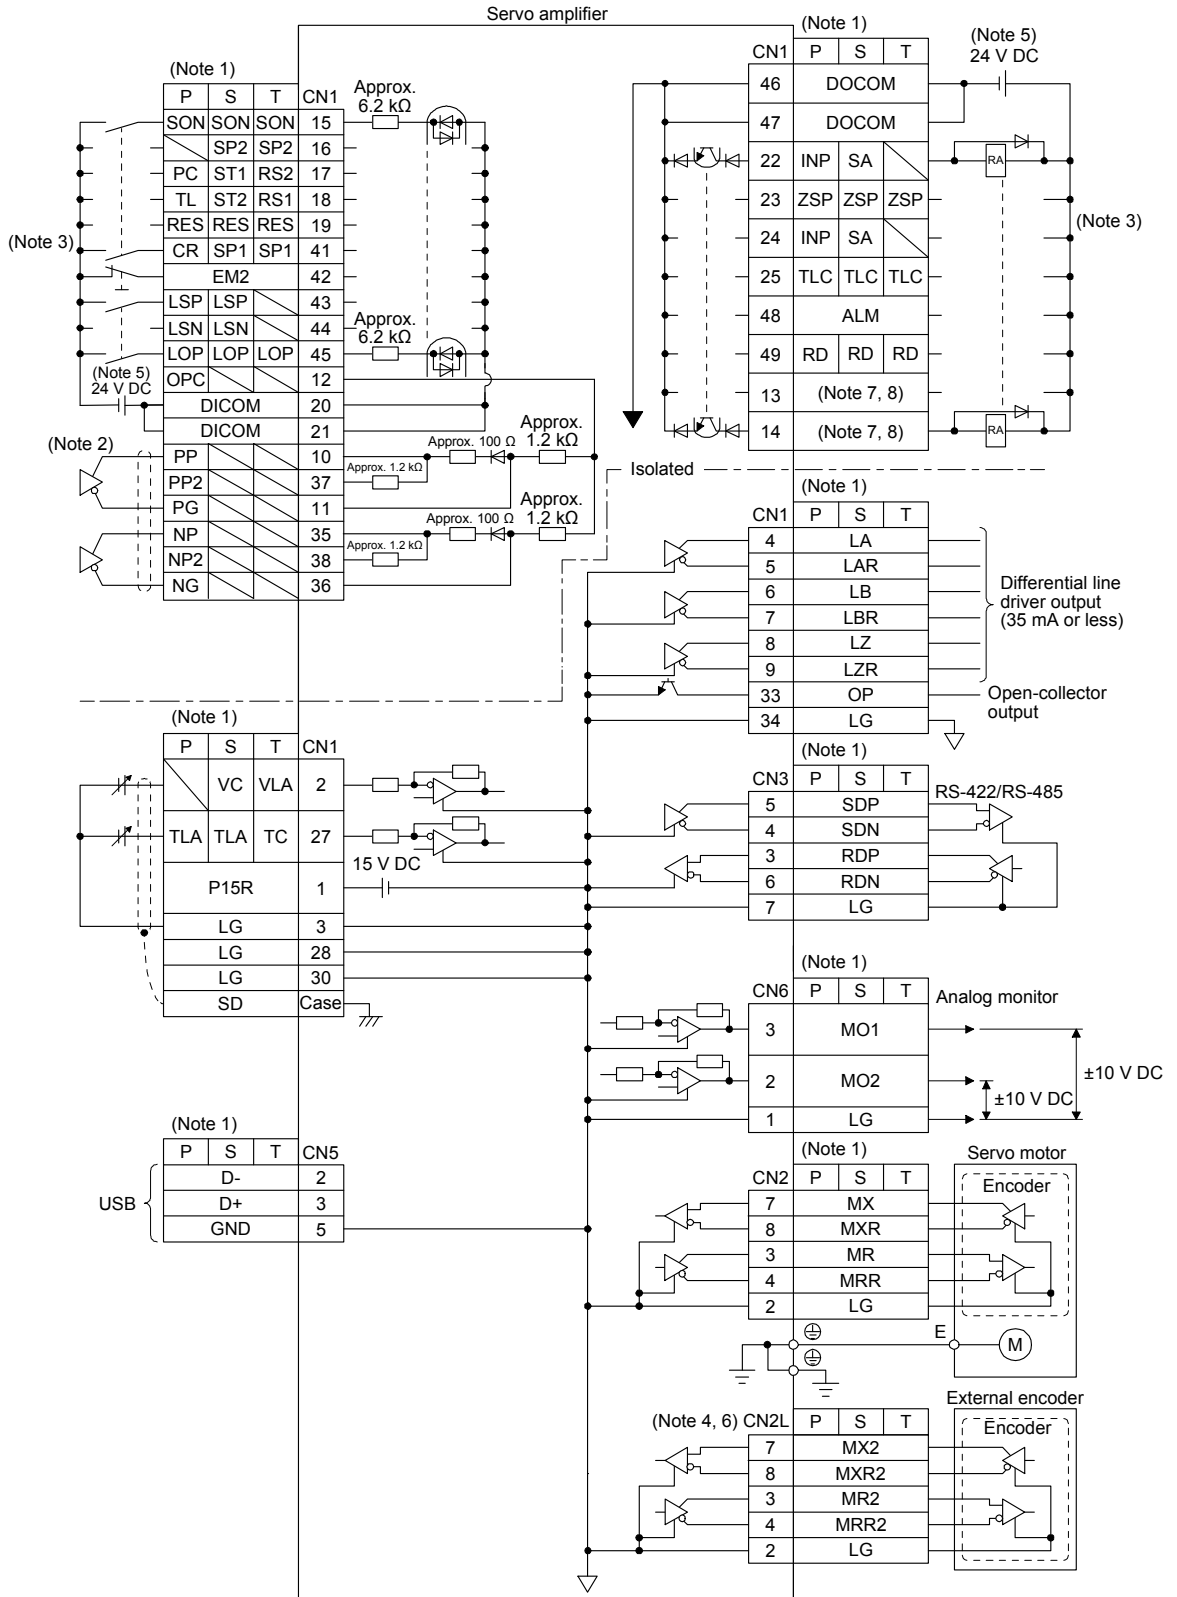 Servo amplifier
(Note 1)
P S T CN1
Approx. 6.2 kΩ
SON SON SON 15
SP2 SP2 16
PC ST1 RS2 17
TL ST2 RS1 18
RES RES RES 19
(Note 3)
CR SP1 SP1 41
EM2 42
LSP LSP 43
LSN LSN 44
Approx. 6.2 kΩ
LOP LOP LOP 45
(Note 5)
24 V DC
OPC 12
DICOM 20
DICOM 21
(Note 2)
PP 10
PP2 37
PG 11
NP 35
NP2 38
NG 36
Approx. 100 Ω
Approx. 1.2 kΩ
Approx. 1.2 kΩ
Approx. 100 Ω
Approx. 1.2 kΩ
Approx. 1.2 kΩ
Isolated
(Note 1)
CN1 P S T
(Note 5)
24 V DC
46 DOCOM
47 DOCOM
22 INP SA
RA
23 ZSP ZSP ZSP
(Note 3)
24 INP SA
25 TLC TLC TLC
48 ALM
49 RD RD RD
13 (Note 7, 8)
14 (Note 7, 8)
RA
(Note 1)
CN1 P S T
4 LA
5 LAR
6 LB
7 LBR
8 LZ
9 LZR
Differential line
driver output
(35 mA or less)
33 OP
Open-collector
output
34 LG
(Note 1)
P S T CN1
VC VLA 2
TLA TLA TC 27
15 V DC
P15R 1
LG 3
LG 28
LG 30
SD Case
(Note 1)
CN3 P S T
RS-422/RS-485
5 SDP
4 SDN
3 RDP
6 RDN
7 LG
(Note 1)
CN6 P S T
Analog monitor
3 MO1
2 MO2
1 LG
±10 V DC
±10 V DC
(Note 1)
P S T CN5
USB
D- 2
D+ 3
GND 5
(Note 1)
CN2 P S T
Servo motor
Encoder
7 MX
8 MXR
3 MR
4 MRR
2 LG
E
M
External encoder
(Note 4, 6) CN2L P S T
Encoder
7 MX2
8 MXR2
3 MR2
4 MRR2
2 LG